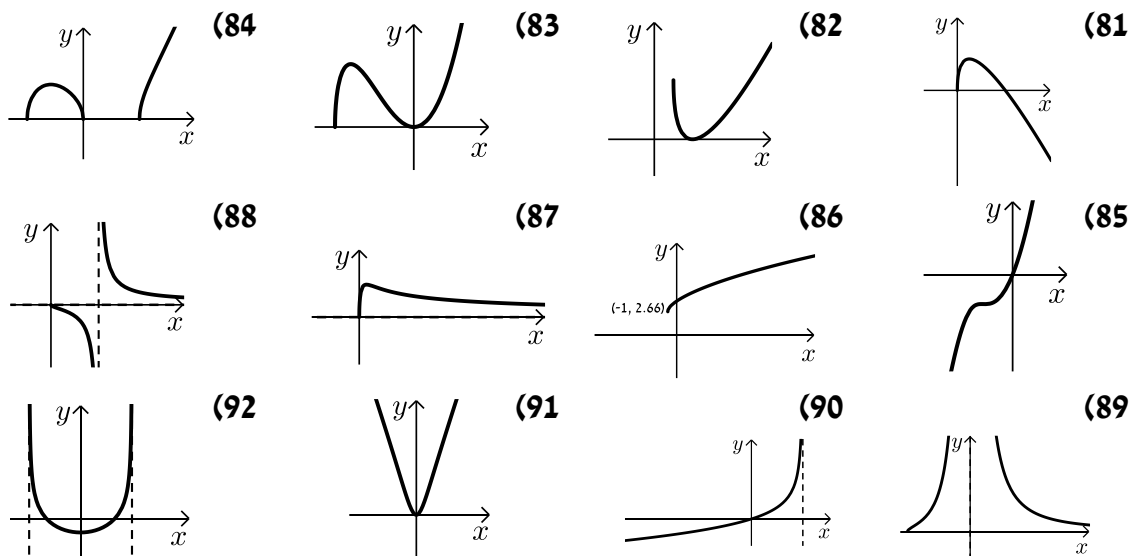 (84 (83 (82 (81
y y y y
x x x x
(88 (87 (86 (85
y y y y
(-1, 2.66)
x x x x
(92 (91 (90 (89
y y y y
x x x x